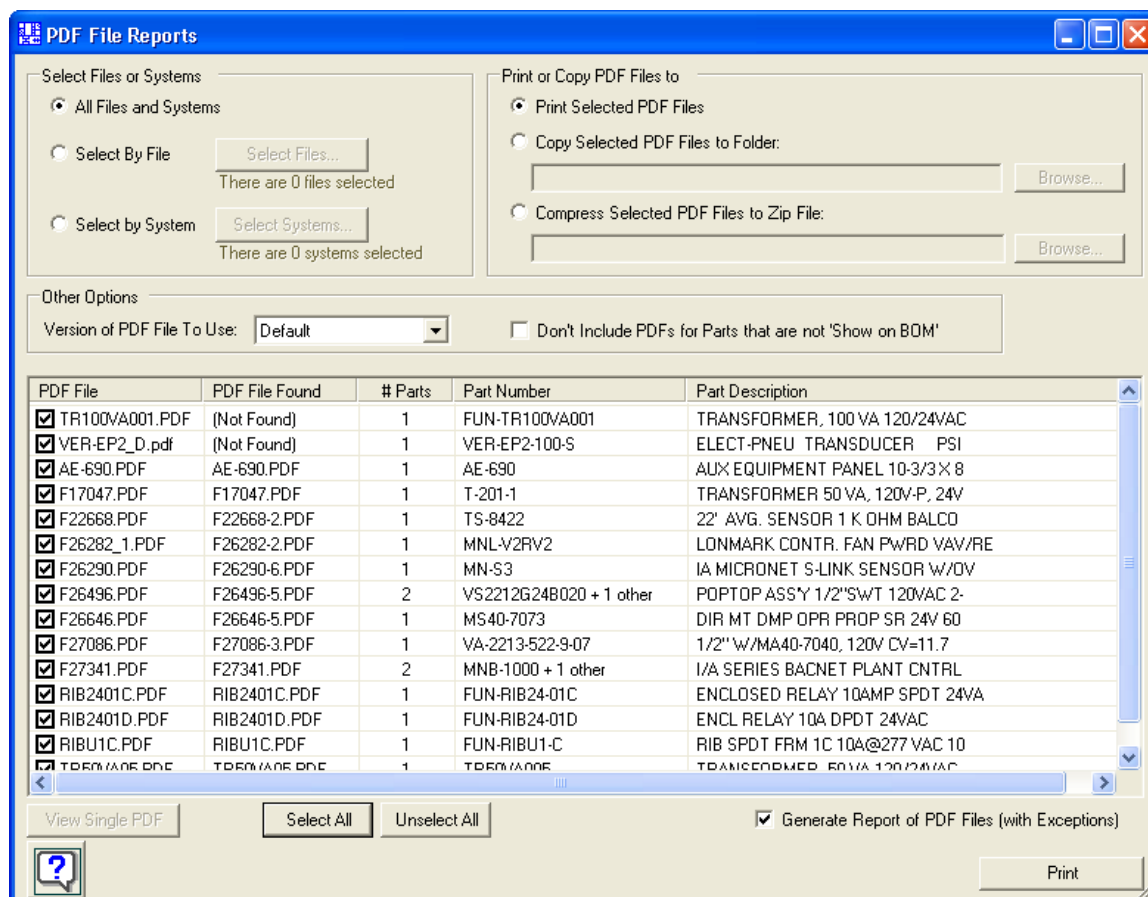 PDF File Reports
Select Files or Systems
All Files and Systems
Select By File
Select Files...
There are 0 files selected
Select by System
Select Systems...
There are 0 systems selected
Print or Copy PDF Files to
Print Selected PDF Files
Copy Selected PDF Files to Folder:
Browse...
Compress Selected PDF Files to Zip File:
Browse...
Other Options
Version of PDF File To Use: Default
Don't Include PDFs for Parts that are not 'Show on BOM'
PDF File PDF File Found # Parts Part Number Part Description
TR100VA001.PDF (Not Found) 1 FUN-TR100VA001 TRANSFORMER, 100 VA 120/24VAC
VER-EP2_D.pdf (Not Found) 1 VER-EP2-100-S ELECT-PNEU TRANSDUCER PSI
AE-690.PDF AE-690.PDF 1 AE-690 AUX EQUIPMENT PANEL 10-3/3 X 8
F17047.PDF F17047.PDF 1 T-201-1 TRANSFORMER 50 VA, 120V-P, 24V
F22668.PDF F22668-2.PDF 1 TS-8422 22' AVG. SENSOR 1 K OHM BALCO
F26282_1.PDF F26282-2.PDF 1 MNL-V2RV2 LONMARK CONTR. FAN PWRD VAV/RE
F26290.PDF F26290-6.PDF 1 MN-S3 IA MICRONET S-LINK SENSOR W/OV
F26496.PDF F26496-5.PDF 2 VS2212G24B020 + 1 other POPTOP ASS'Y 1/2"SWT 120VAC 2-
F26646.PDF F26646-5.PDF 1 MS40-7073 DIR MT DMP OPR PROP SR 24V 60
F27086.PDF F27086-3.PDF 1 VA-2213-522-9-07 1/2" W/MA40-7040, 120V CV=11.7
F27341.PDF F27341.PDF 2 MNB-1000 + 1 other I/A SERIES BACNET PLANT CNTRL
RIB2401C.PDF RIB2401C.PDF 1 FUN-RIB24-01C ENCLOSED RELAY 10AMP SPDT 24VA
RIB2401D.PDF RIB2401D.PDF 1 FUN-RIB24-01D ENCL RELAY 10A DPDT 24VAC
RIBU1C.PDF RIBU1C.PDF 1 FUN-RIBU1-C RIB SPDT FRM 1C 10A@277 VAC 10
TR50VA05.PDF TR50VA05.PDF 1 TR50VA005 TRANSFORMER, 50 VA 120/24VAC
View Single PDF
Select All
Unselect All
Generate Report of PDF Files (with Exceptions)
?
Print